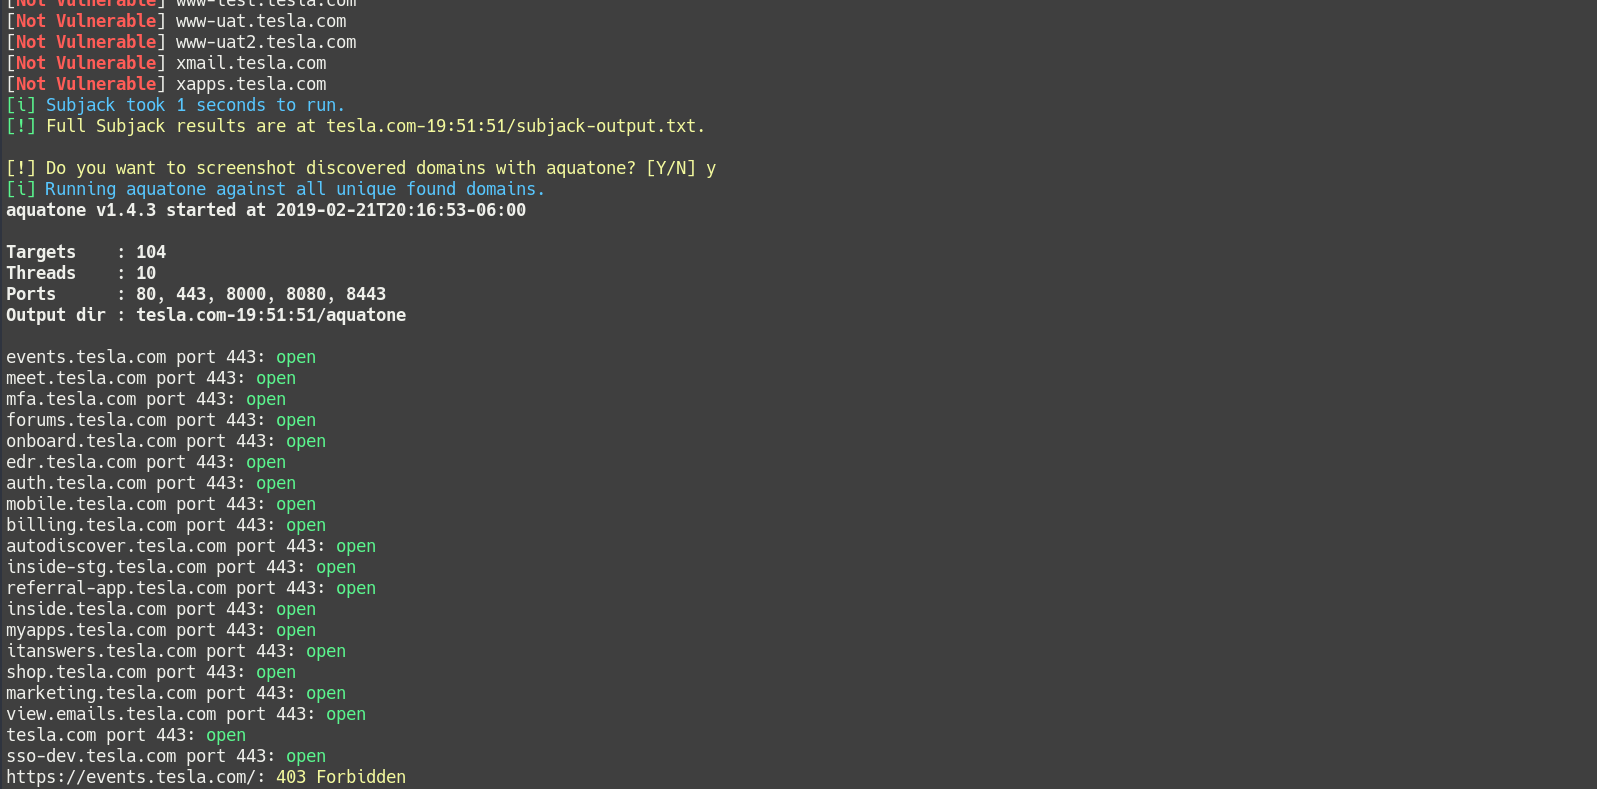 [Not Vulnerable] www-test.tesla.com
[Not Vulnerable] www-uat.tesla.com
[Not Vulnerable] www-uat2.tesla.com
[Not Vulnerable] xmail.tesla.com
[Not Vulnerable] xapps.tesla.com
[i] Subjack took 1 seconds to run.
[!] Full Subjack results are at tesla.com-19:51:51/subjack-output.txt.
[!] Do you want to screenshot discovered domains with aquatone? [Y/N] y
[i] Running aquatone against all unique found domains.
aquatone v1.4.3 started at 2019-02-21T20:16:53-06:00
Targets    : 104
Threads    : 10
Ports      : 80, 443, 8000, 8080, 8443
Output dir : tesla.com-19:51:51/aquatone
events.tesla.com port 443: open
meet.tesla.com port 443: open
mfa.tesla.com port 443: open
forums.tesla.com port 443: open
onboard.tesla.com port 443: open
edr.tesla.com port 443: open
auth.tesla.com port 443: open
mobile.tesla.com port 443: open
billing.tesla.com port 443: open
autodiscover.tesla.com port 443: open
inside-stg.tesla.com port 443: open
referral-app.tesla.com port 443: open
inside.tesla.com port 443: open
myapps.tesla.com port 443: open
itanswers.tesla.com port 443: open
shop.tesla.com port 443: open
marketing.tesla.com port 443: open
view.emails.tesla.com port 443: open
tesla.com port 443: open
sso-dev.tesla.com port 443: open
https://events.tesla.com/: 403 Forbidden